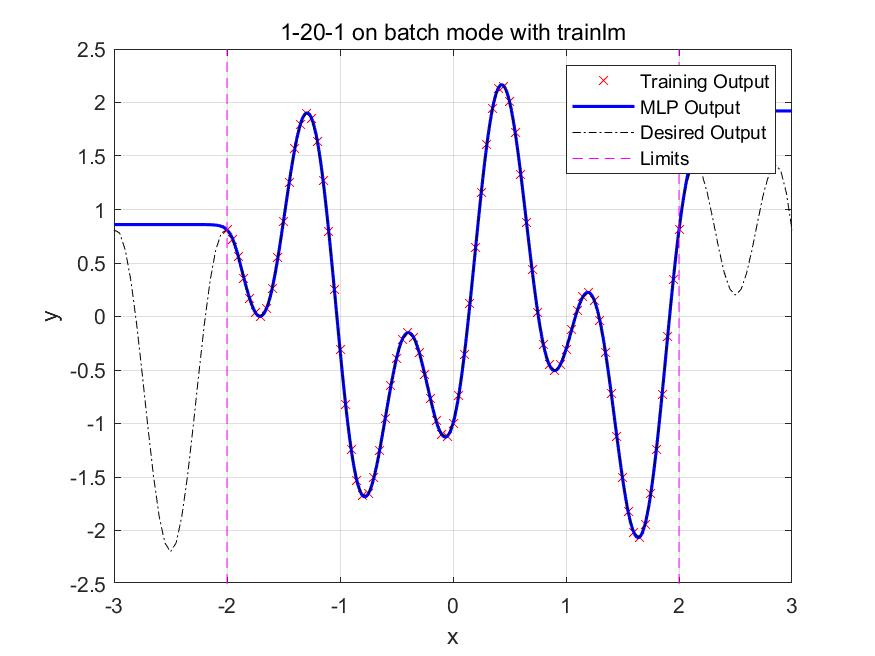 1-20-1 on batch mode with trainlm
2.5
2
1.5
1
0.5
0
-0.5
-1
-1.5
-2
-2.5
y
Training Output
MLP Output
Desired Output
Limits
-3 -2 -1 0 1 2 3
x